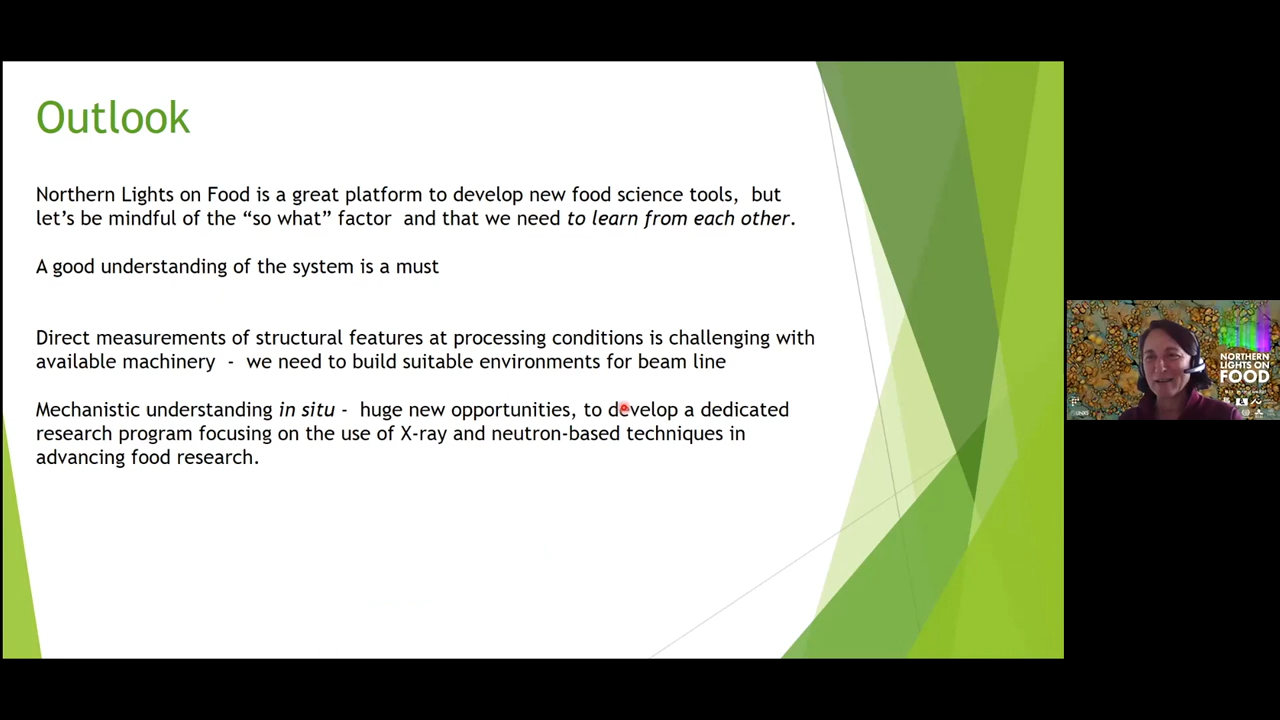 Outlook
Northern Lights on Food is a great platform to develop new food science tools, but
let’s be mindful of the “so what” factor and that we need to learn from each other.
A good understanding of the system is a must
Direct measurements of structural features at processing conditions is challenging with
available machinery - we need to build suitable environments for beam line
Mechanistic understanding in situ - huge new opportunities, to develop a dedicated
research program focusing on the use of X-ray and neutron-based techniques in
advancing food research.
NORTHERN
LIGHTS ON
FOOD